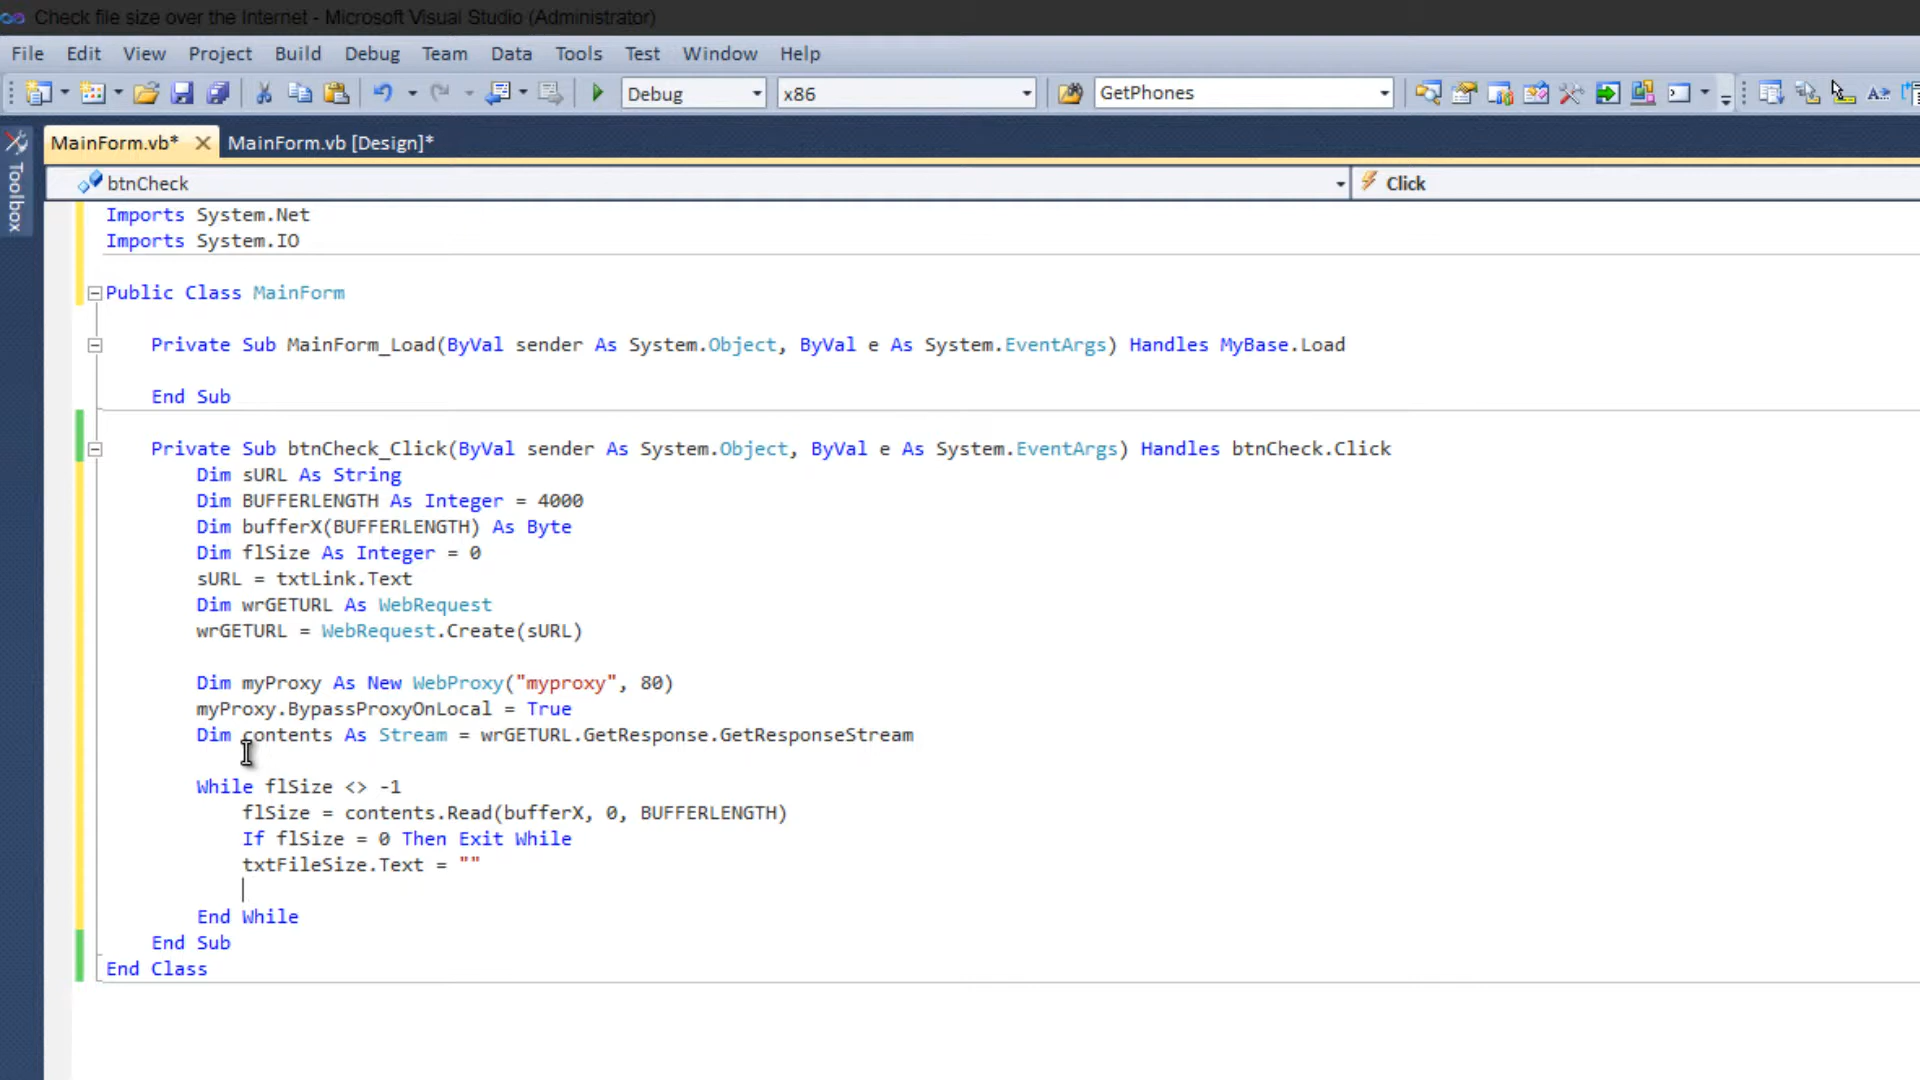 Check file size over the Internet - Microsoft Visual Studio (Administrator)
File Edit View Project Build Debug Team Data Tools Test Window Help
Debug x86 GetPhones
MainForm.vb* MainForm.vb [Design]*
Toolbox
btnCheck Click
Imports System.Net
Imports System.IO
Public Class MainForm
Private Sub MainForm_Load(ByVal sender As System.Object, ByVal e As System.EventArgs) Handles MyBase.Load
End Sub
Private Sub btnCheck_Click(ByVal sender As System.Object, ByVal e As System.EventArgs) Handles btnCheck.Click
Dim sURL As String
Dim BUFFERLENGTH As Integer = 4000
Dim bufferX(BUFFERLENGTH) As Byte
Dim flSize As Integer = 0
sURL = txtLink.Text
Dim wrGETURL As WebRequest
wrGETURL = WebRequest.Create(sURL)
Dim myProxy As New WebProxy("myproxy", 80)
myProxy.BypassProxyOnLocal = True
Dim contents As Stream = wrGETURL.GetResponse.GetResponseStream
While flSize <> -1
flSize = contents.Read(bufferX, 0, BUFFERLENGTH)
If flSize = 0 Then Exit While
txtFileSize.Text = ""
End While
End Sub
End Class